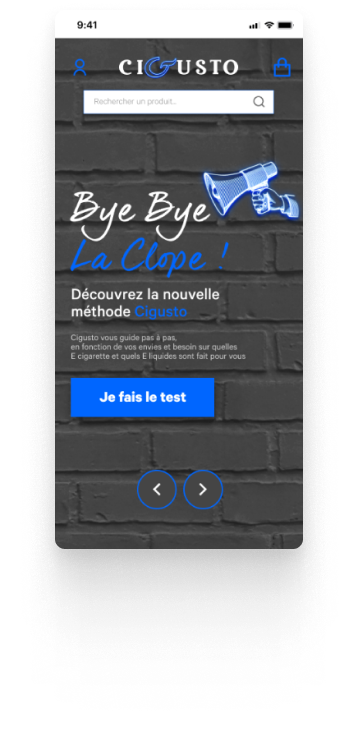 9:41
CIGUSTO
Rechercher un produit..
Bye Bye
La Clope !
Découvrez la nouvelle
méthode Cigusto
Cigusto vous guide pas à pas,
en fonction de vos envies et besoin sur quelles
E cigarette et quels E liquides sont fait pour vous
Je fais le test